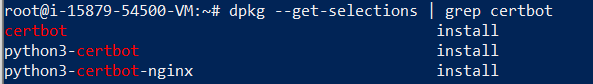 root@i-15879-54500-VM:~# dpkg --get-selections | grep certbot
certbot install
python3-certbot install
python3-certbot-nginx install